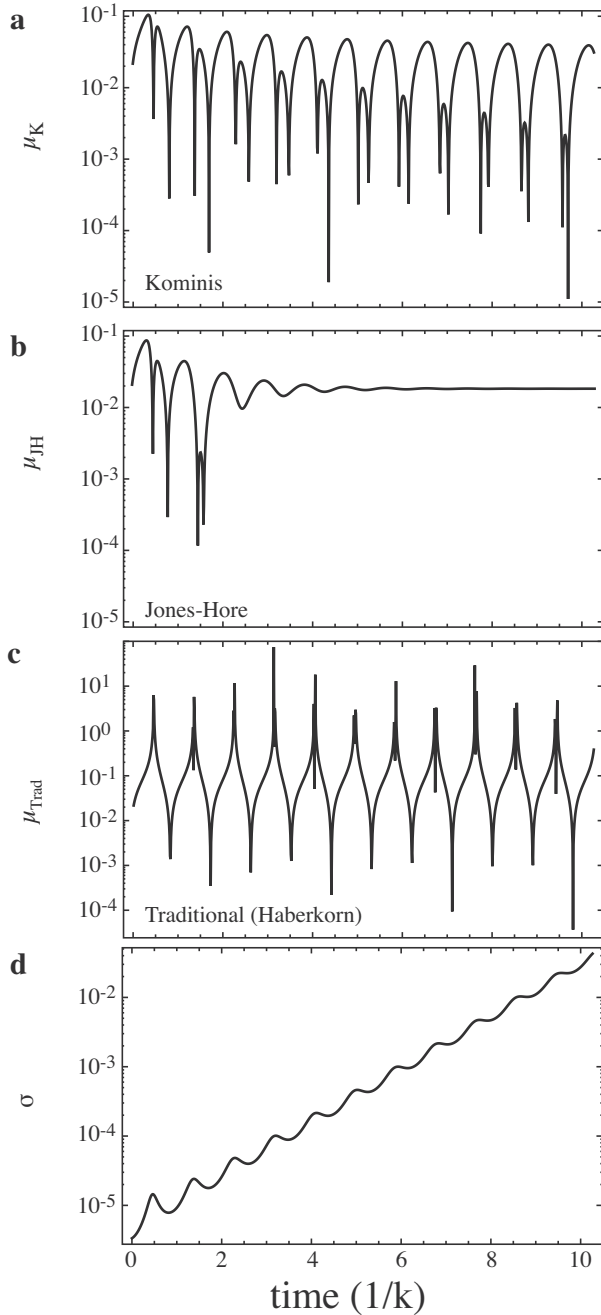 a
10^-1
10^-2
10^-3
10^-4
10^-5
μ_K
Kominis
b
10^-1
10^-2
10^-3
10^-4
10^-5
μ_JH
Jones-Hore
c
10^1
10^0
10^-1
10^-2
10^-3
10^-4
μ_Trad
Traditional (Haberkorn)
d
10^-2
10^-3
10^-4
10^-5
σ
0 2 4 6 8 10
time (1/k)